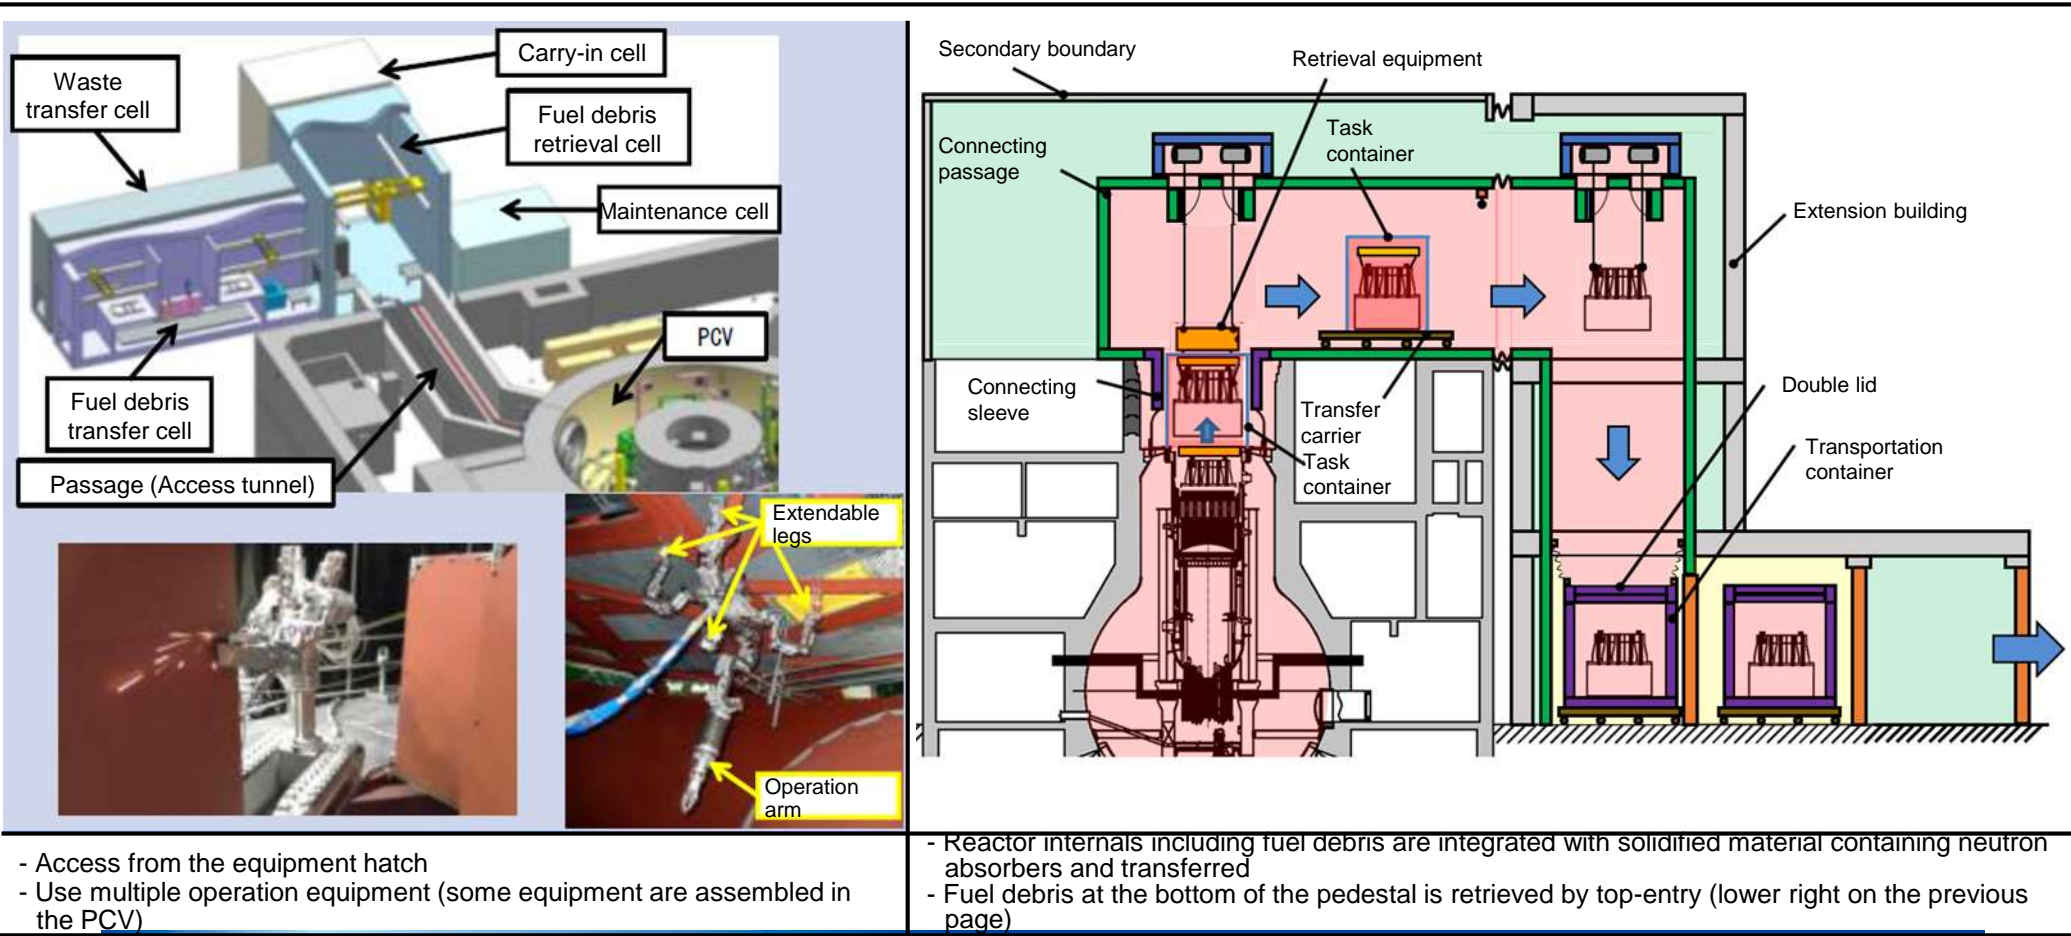 Carry-in cell
Waste
transfer cell
Fuel debris
retrieval cell
Maintenance cell
PCV
Fuel debris
transfer cell
Passage (Access tunnel)
Extendable
legs
Operation
arm
- Access from the equipment hatch
- Use multiple operation equipment (some equipment are assembled in
the PCV)
Secondary boundary
Retrieval equipment
Connecting
passage
Task
container
Extension building
Connecting
sleeve
Transfer
carrier
Task
container
Double lid
Transportation
container
- Reactor internals including fuel debris are integrated with solidified material containing neutron
absorbers and transferred
- Fuel debris at the bottom of the pedestal is retrieved by top-entry (lower right on the previous
page)